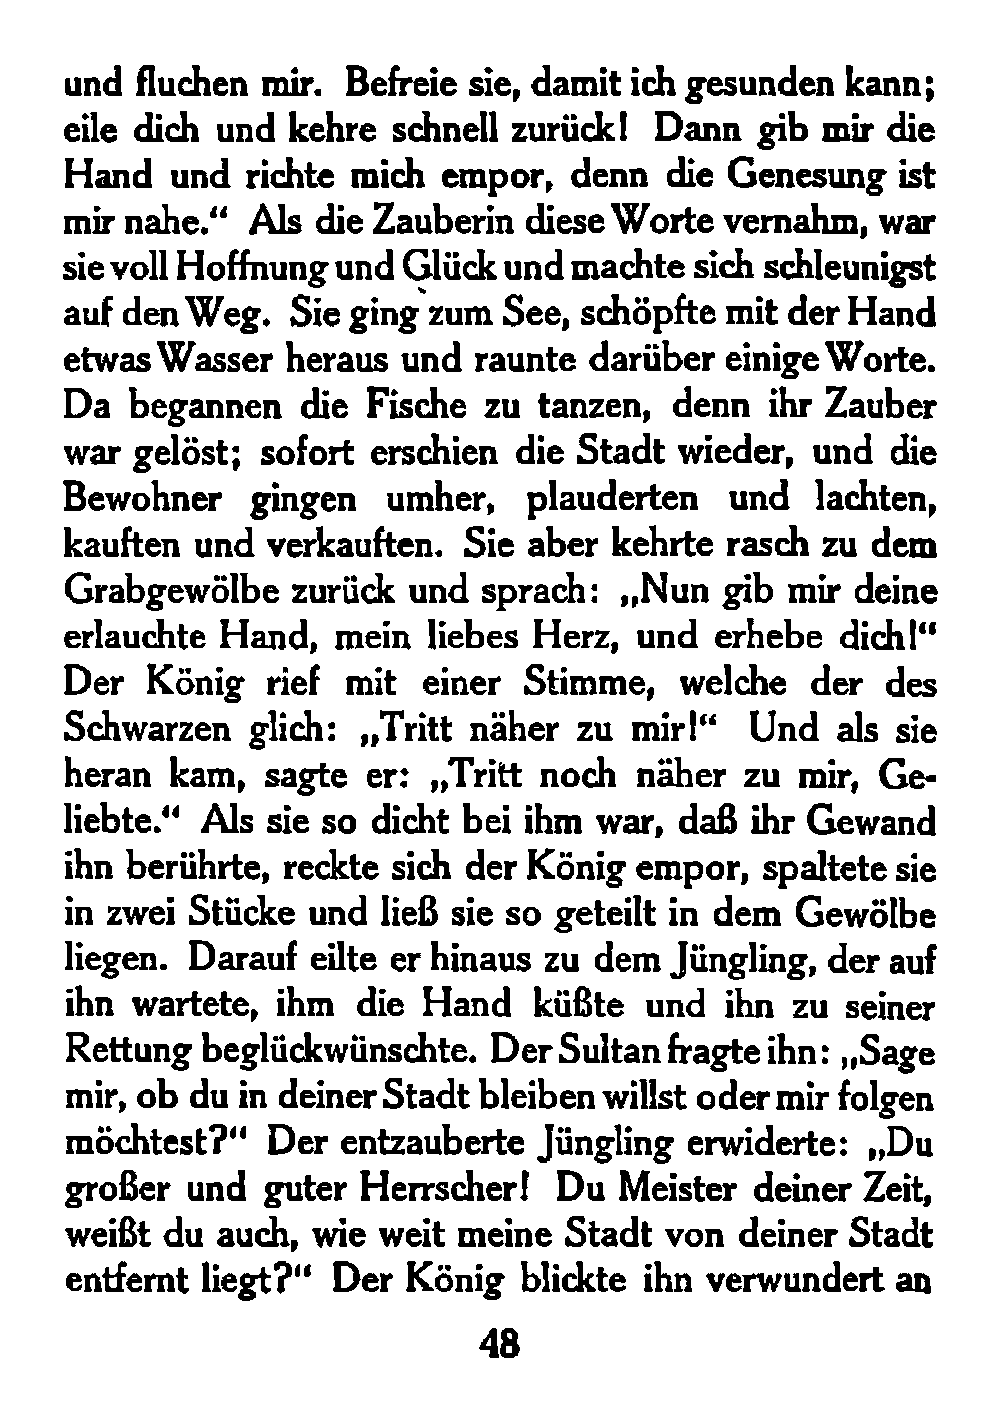 und fluchen mir. Befreie sie, damit ich gesunden kann;
eile dich und kehre schnell zurück! Dann gib mir die
Hand und richte mich empor, denn die Genesung ist
mir nahe.“ Als die Zauberin diese Worte vernahm, war
sie voll Hoffnung und Glück und machte sich schleunigst
auf den Weg. Sie ging zum See, schöpfte mit der Hand
etwas Wasser heraus und raunte darüber einige Worte.
Da begannen die Fische zu tanzen, denn ihr Zauber
war gelöst; sofort erschien die Stadt wieder, und die
Bewohner gingen umher, plauderten und lachten,
kauften und verkauften. Sie aber kehrte rasch zu dem
Grabgewölbe zurück und sprach: „Nun gib mir deine
erlauchte Hand, mein liebes Herz, und erhebe dich!“
Der König rief mit einer Stimme, welche der des
Schwarzen glich: „Tritt näher zu mir!“ Und als sie
heran kam, sagte er: „Tritt noch näher zu mir, Ge-
liebte.“ Als sie so dicht bei ihm war, daß ihr Gewand
ihn berührte, reckte sich der König empor, spaltete sie
in zwei Stücke und ließ sie so geteilt in dem Gewölbe
liegen. Darauf eilte er hinaus zu dem Jüngling, der auf
ihn wartete, ihm die Hand küßte und ihn zu seiner
Rettung beglückwünschte. Der Sultan fragte ihn: „Sage
mir, ob du in deiner Stadt bleiben willst oder mir folgen
möchtest?“ Der entzauberte Jüngling erwiderte: „Du
großer und guter Herrscher! Du Meister deiner Zeit,
weißt du auch, wie weit meine Stadt von deiner Stadt
entfernt liegt?“ Der König blickte ihn verwundert an
48